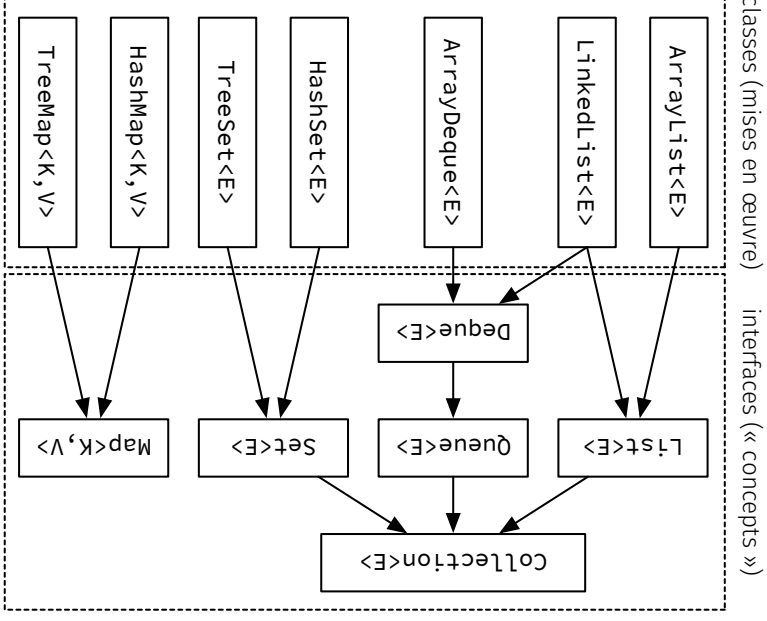 Collection<E>
List<E>
Queue<E>
Set<E>
Map<K,V>
Deque<E>
ArrayList<E>
LinkedList<E>
ArrayDeque<E>
HashSet<E>
TreeSet<E>
HashMap<K,V>
TreeMap<K,V>
interfaces (« concepts »)
classes (mises en œuvre)